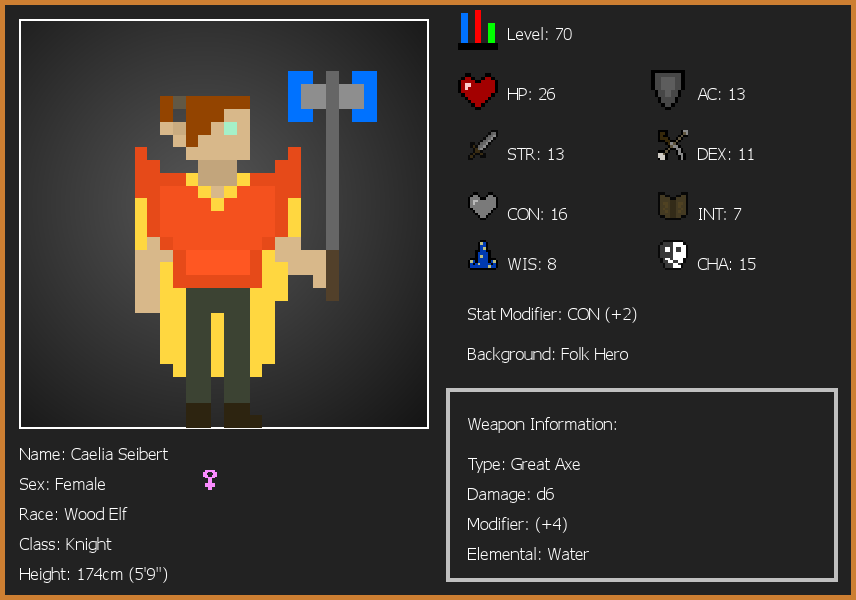 Level: 70
HP: 26
AC: 13
STR: 13
DEX: 11
CON: 16
INT: 7
WIS: 8
CHA: 15
Stat Modifier: CON (+2)
Background: Folk Hero
Weapon Information:
Type: Great Axe
Damage: d6
Modifier: (+4)
Elemental: Water
Name: Caelia Seibert
Sex: Female
Race: Wood Elf
Class: Knight
Height: 174cm (5'9")